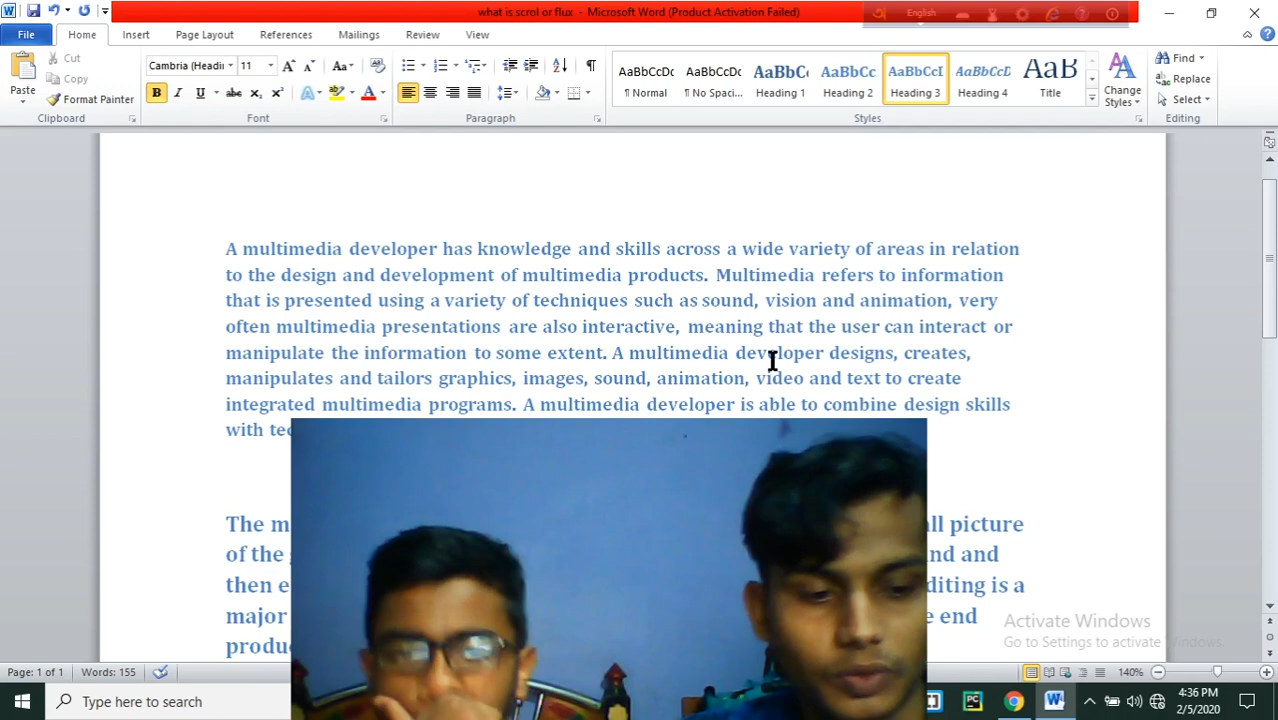 what is scrol or flux - Microsoft Word (Product Activation Failed)
English
File Home Insert Page Layout References Mailings Review View
Paste
Cut
Copy
Format Painter
Clipboard
Cambria (Headi 11
Font
Paragraph
AaBbCcDc AaBbCcDc AaBbC AaBbCc AaBbCcI AaBbCcD AaB
¶ Normal ¶ No Spaci... Heading 1 Heading 2 Heading 3 Heading 4 Title
Change Styles
Styles
Find
Replace
Select
Editing
A multimedia developer has knowledge and skills across a wide variety of areas in relation
to the design and development of multimedia products. Multimedia refers to information
that is presented using a variety of techniques such as sound, vision and animation, very
often multimedia presentations are also interactive, meaning that the user can interact or
manipulate the information to some extent. A multimedia developer designs, creates,
manipulates and tailors graphics, images, sound, animation, video and text to create
integrated multimedia programs. A multimedia developer is able to combine design skills
with
The picture
of the and
then diting is a
major end
Activate Windows
Go to Settings to activate Windows.
Page: 1 of 1 Words: 155 140%
Type here to search
4:36 PM
2/5/2020